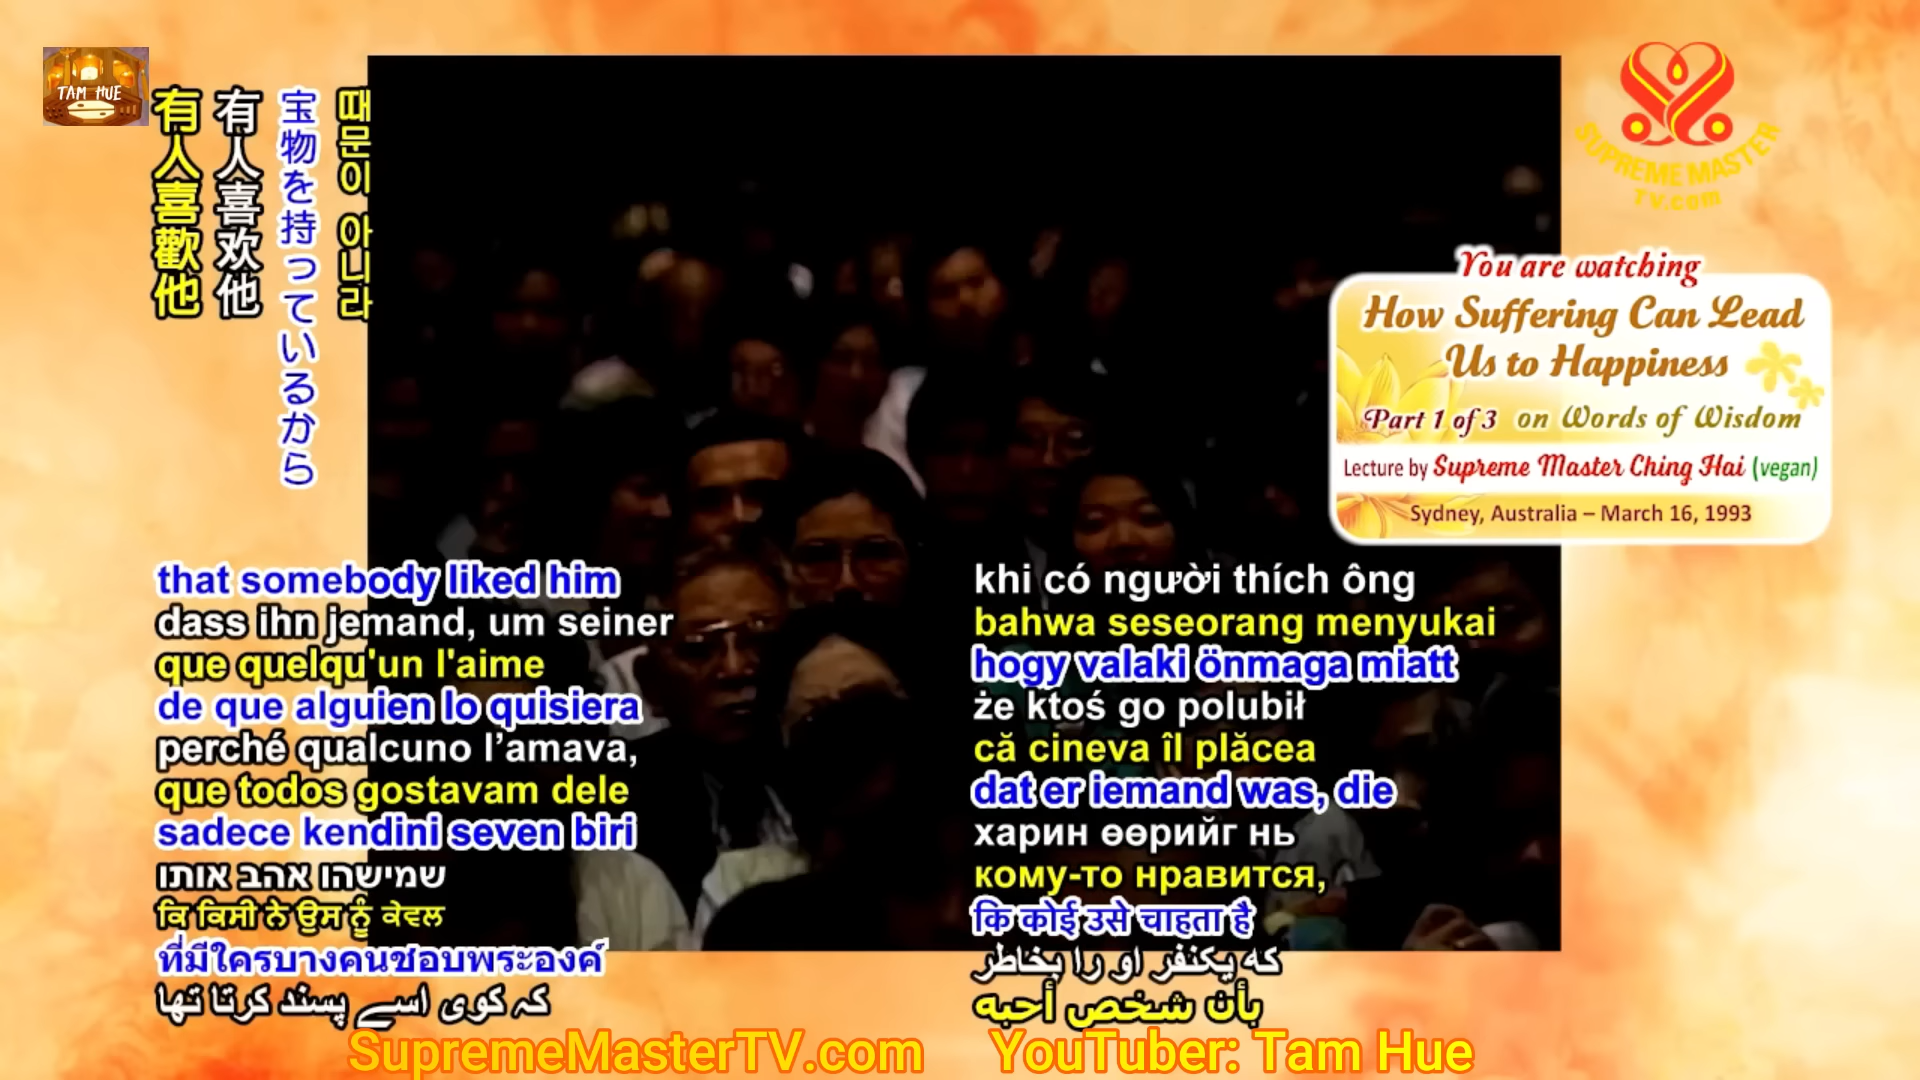 TAM HUE
有人喜歡他
有人喜欢他
宝物を持っているから
때문이 아니라
SUPREME MASTER
TV.com
You are watching
How Suffering Can Lead
Us to Happiness
Part 1 of 3 on Words of Wisdom
Lecture by Supreme Master Ching Hai (vegan)
Sydney, Australia – March 16, 1993
that somebody liked him
dass ihn jemand, um seiner
que quelqu'un l'aime
de que alguien lo quisiera
perché qualcuno l’amava,
que todos gostavam dele
sadece kendini seven biri
שמישהו אהב אותו
ਕਿ ਕਿਸੀ ਨੇ ਉਸ ਨੂੰ ਕੇਵਲ
ที่มีใครบางคนชอบพระองค์
کہ کوی اسے پسند کرتا تھا
khi có người thích ông
bahwa seseorang menyukai
hogy valaki önmaga miatt
że ktoś go polubił
că cineva îl plăcea
dat er iemand was, die
харин өөрийг нь
кому-то нравится,
कि कोई उसे चाहता है
که یکنفر او را بخاطر
بأن شخص أحبه
SupremeMasterTV.com YouTuber: Tam Hue